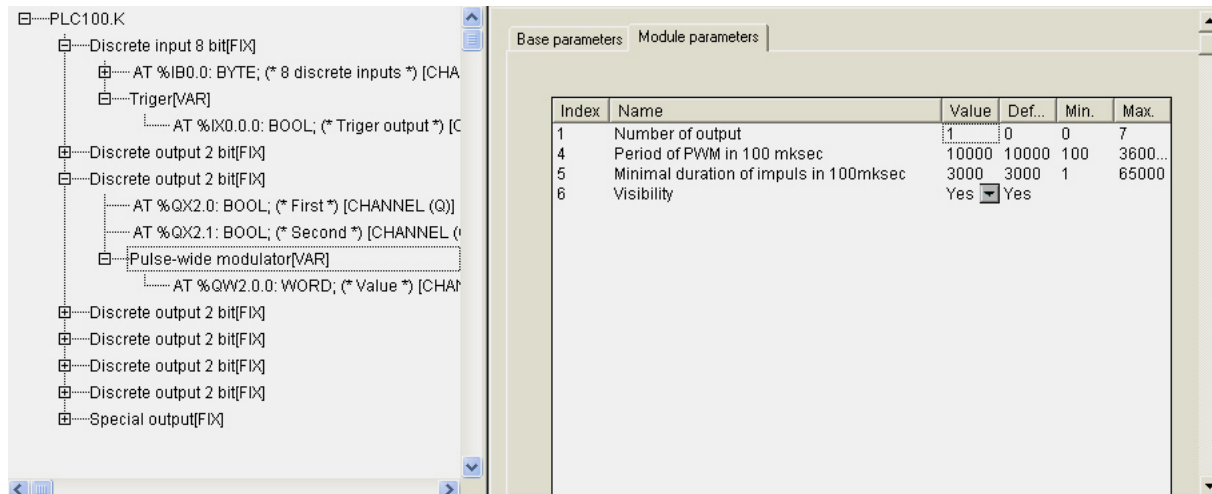 PLC100.K
Discrete input 8 bit[FIX]
AT %IB0.0: BYTE; (* 8 discrete inputs *) [CHA
Triger[VAR]
AT %IX0.0.0: BOOL; (* Triger output *) [C
Discrete output 2 bit[FIX]
Discrete output 2 bit[FIX]
AT %QX2.0: BOOL; (* First *) [CHANNEL (Q)]
AT %QX2.1: BOOL; (* Second *) [CHANNEL (
Pulse-wide modulator[VAR]
AT %QW2.0.0: WORD; (* Value *) [CHAN
Discrete output 2 bit[FIX]
Discrete output 2 bit[FIX]
Discrete output 2 bit[FIX]
Discrete output 2 bit[FIX]
Special output[FIX]
Base parameters Module parameters
Index Name Value Def... Min. Max.
1 Number of output 1 0 0 7
4 Period of PWM in 100 mksec 10000 10000 100 3600...
5 Minimal duration of impuls in 100mksec 3000 3000 1 65000
6 Visibility Yes Yes